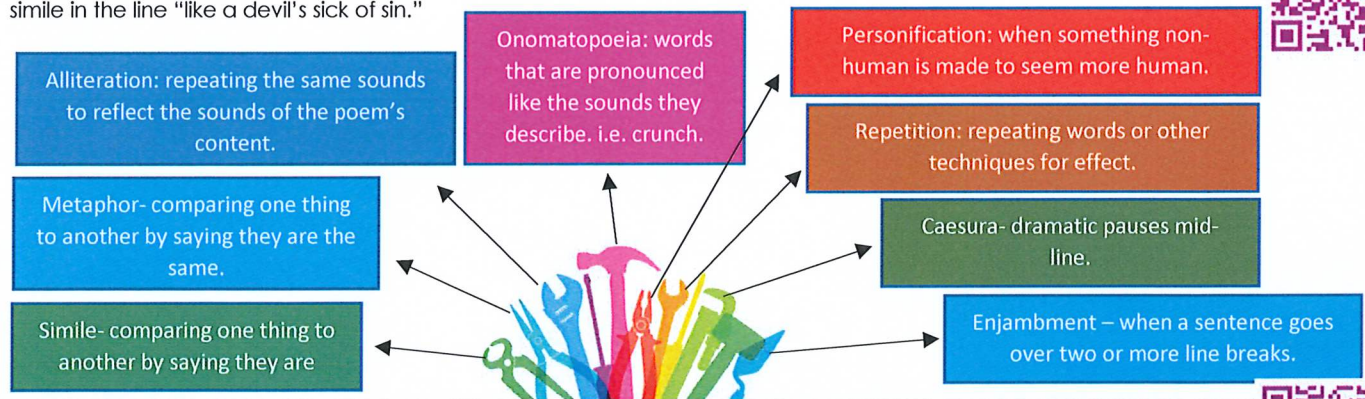 simile in the line “like a devil’s sick of sin.”
Alliteration: repeating the same sounds
to reflect the sounds of the poem’s
content.
Onomatopoeia: words
that are pronounced
like the sounds they
describe. i.e. crunch.
Personification: when something non-
human is made to seem more human.
Repetition: repeating words or other
techniques for effect.
Metaphor- comparing one thing
to another by saying they are the
same.
Caesura- dramatic pauses mid-
line.
Simile- comparing one thing to
another by saying they are
Enjambment – when a sentence goes
over two or more line breaks.